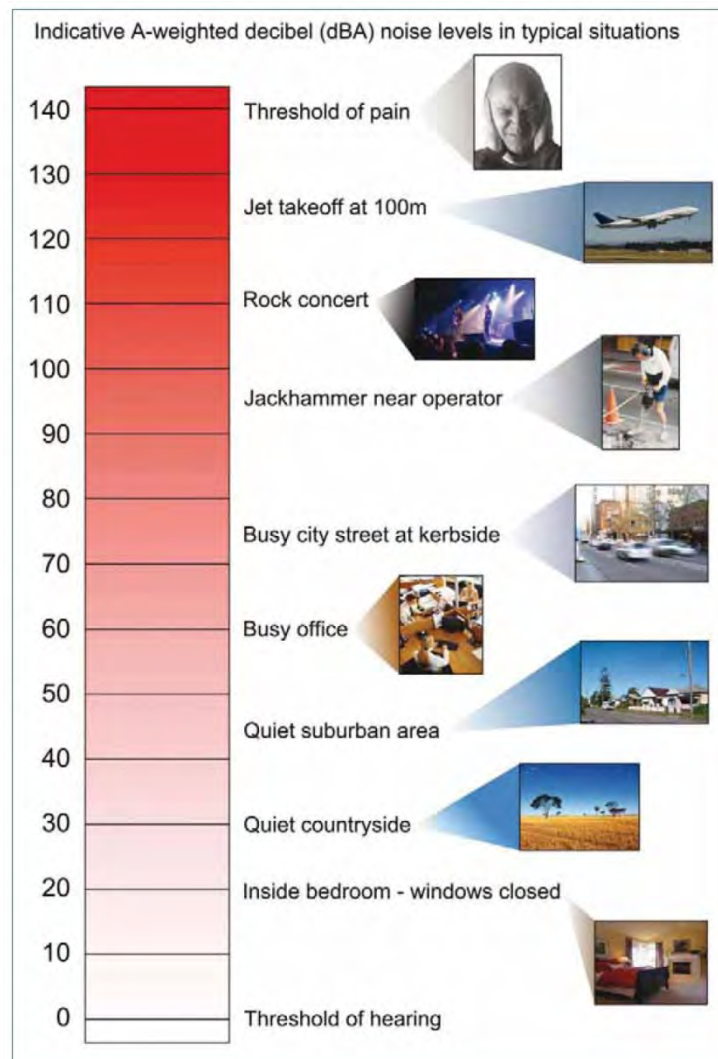 Indicative A-weighted decibel (dBA) noise levels in typical situations
140
Threshold of pain
130
Jet takeoff at 100m
120
110
Rock concert
100
Jackhammer near operator
90
80
Busy city street at kerbside
70
60
Busy office
50
Quiet suburban area
40
30
Quiet countryside
20
Inside bedroom - windows closed
10
0
Threshold of hearing